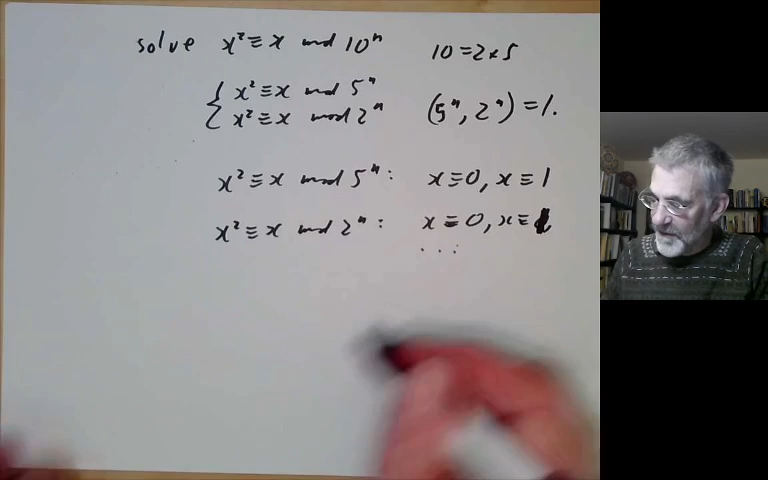 solve x² ≡ x mod 10ⁿ 10 = 2 × 5
{ x² ≡ x mod 5ⁿ
x² ≡ x mod 2ⁿ (5ⁿ, 2ⁿ) = 1.
x² ≡ x mod 5ⁿ: x ≡ 0, x ≡ 1
x² ≡ x mod 2ⁿ: x ≡ 0, x ≡ 1
...